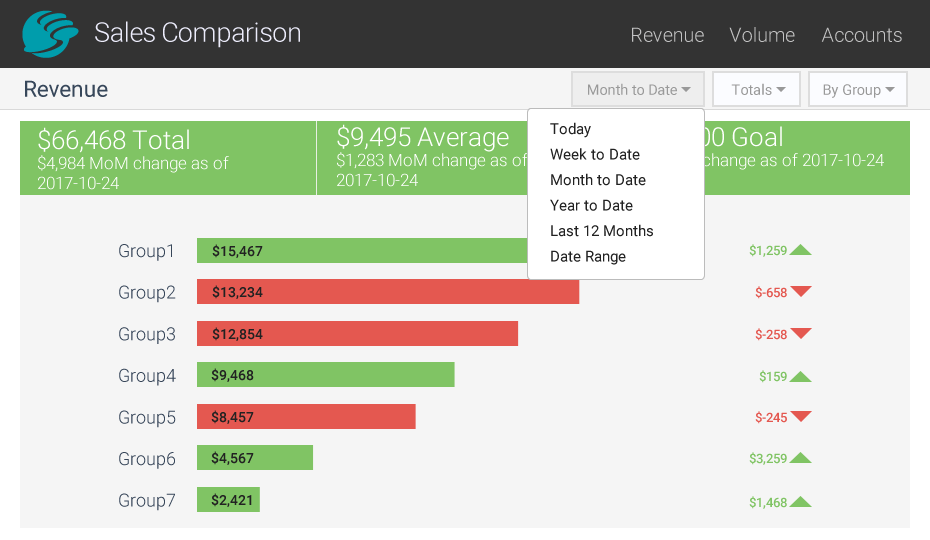 Sales Comparison
Revenue Volume Accounts
Revenue
Month to Date Totals By Group
Today
Week to Date
Month to Date
Year to Date
Last 12 Months
Date Range
$66,468 Total
$4,984 MoM change as of
2017-10-24
$9,495 Average
$1,283 MoM change as of
2017-10-24
00 Goal
change as of 2017-10-24
Group1 $15,467 $1,259
Group2 $13,234 $-658
Group3 $12,854 $-258
Group4 $9,468 $159
Group5 $8,457 $-245
Group6 $4,567 $3,259
Group7 $2,421 $1,468